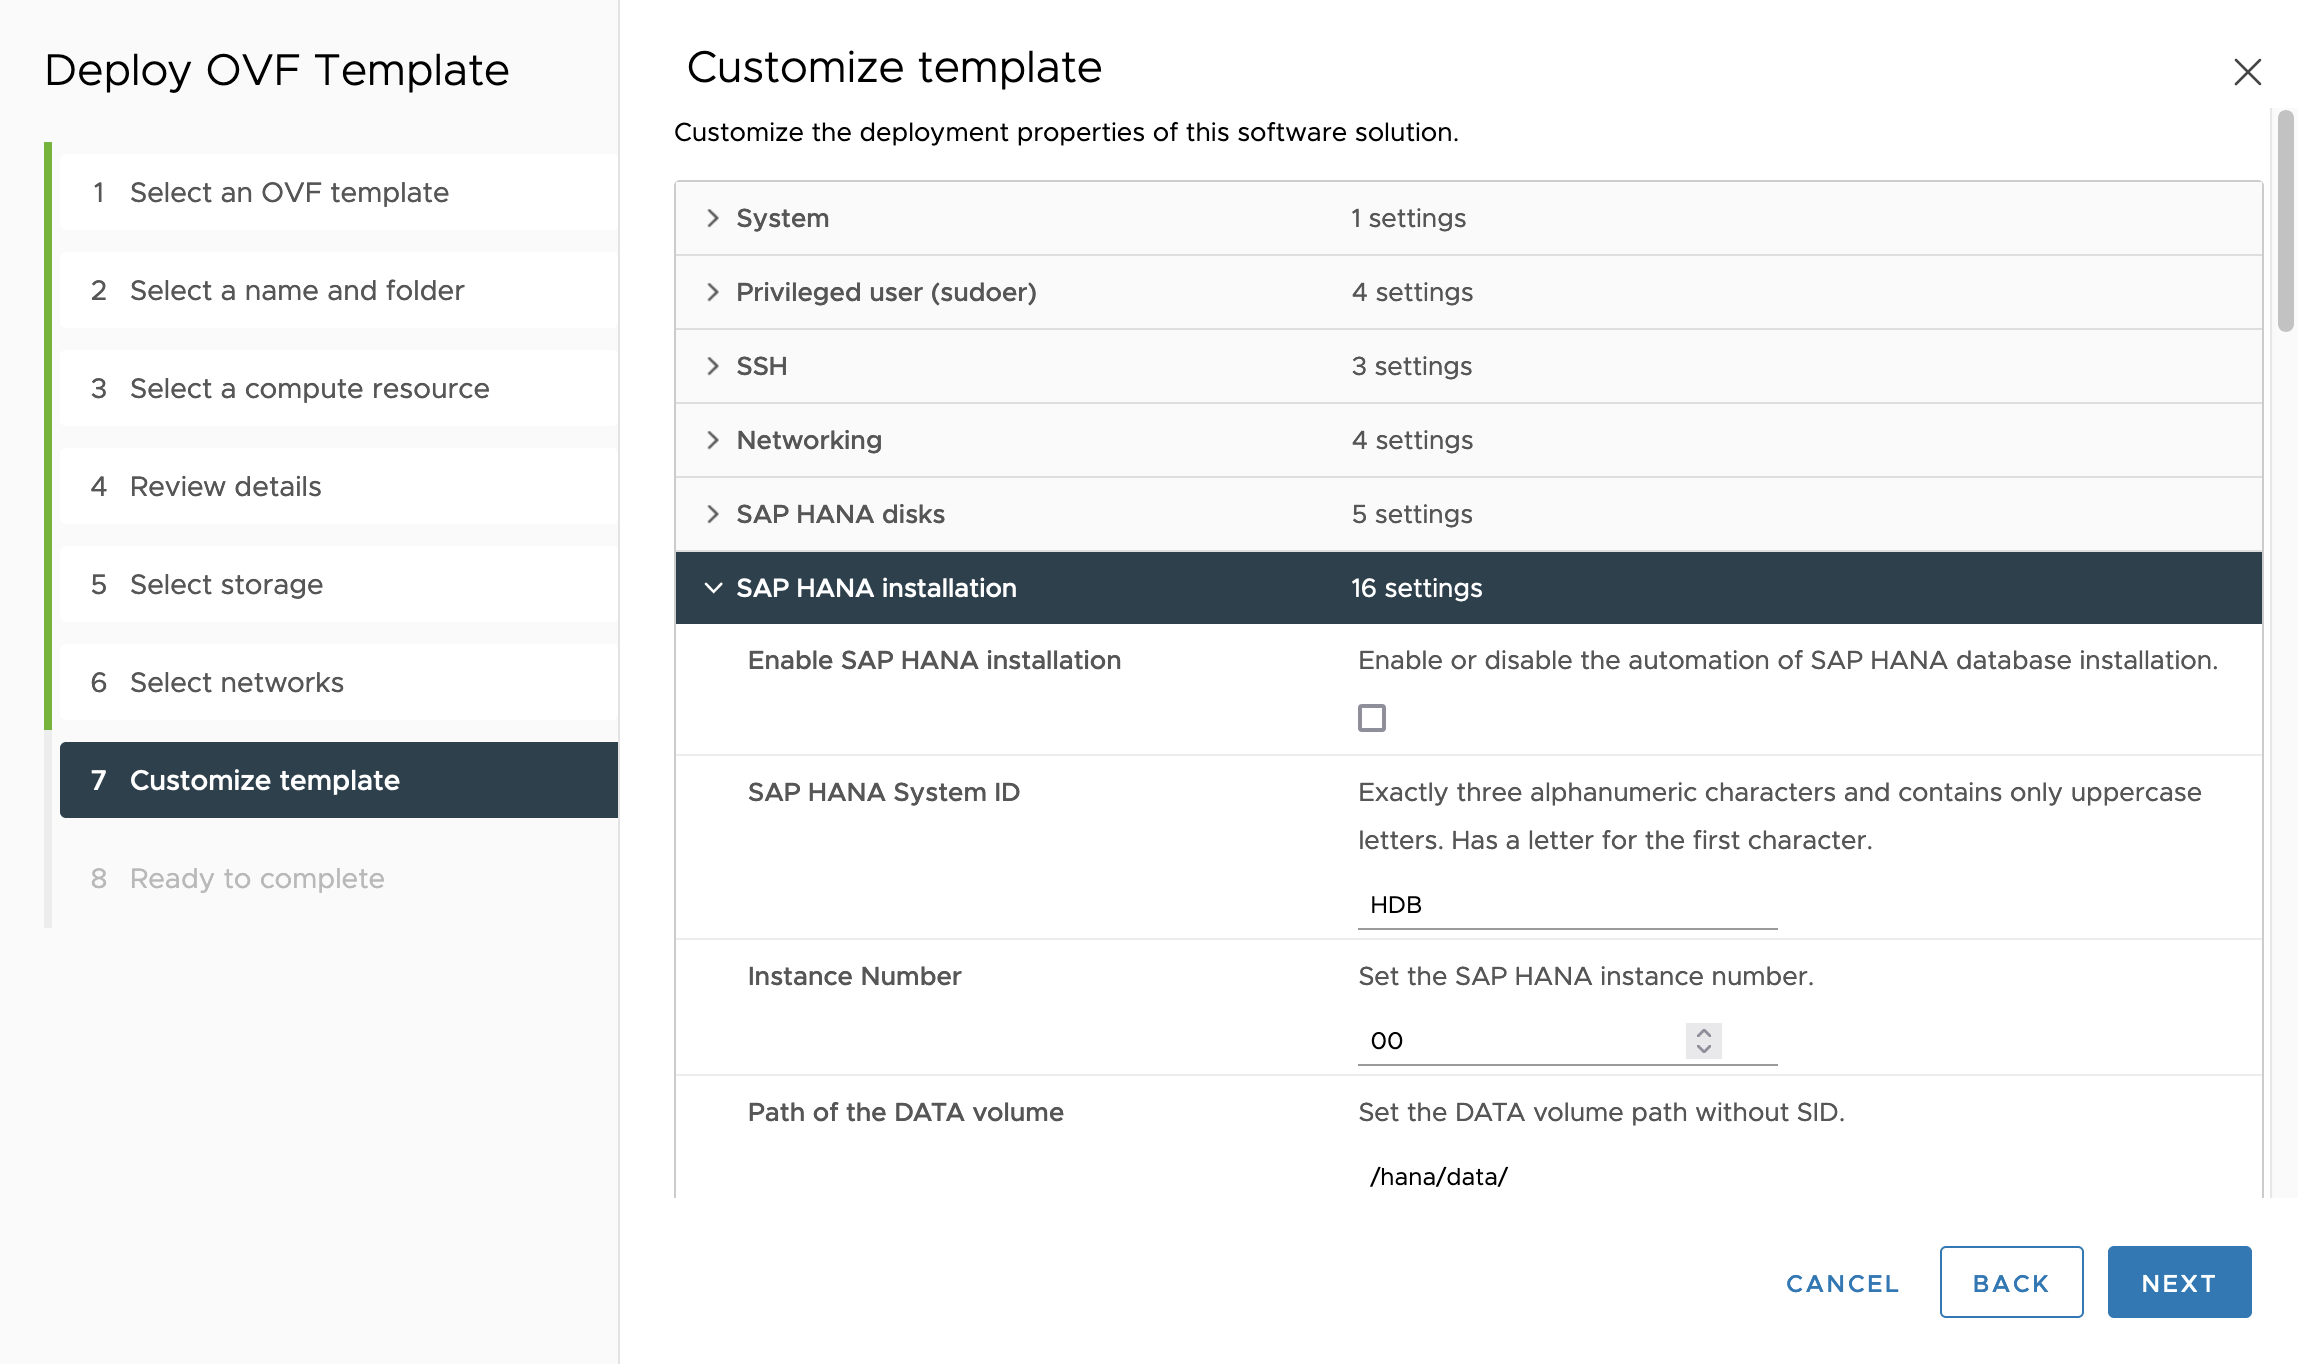 Deploy OVF Template
1 Select an OVF template
2 Select a name and folder
3 Select a compute resource
4 Review details
5 Select storage
6 Select networks
7 Customize template
8 Ready to complete
Customize template
Customize the deployment properties of this software solution.
System 1 settings
Privileged user (sudoer) 4 settings
SSH 3 settings
Networking 4 settings
SAP HANA disks 5 settings
SAP HANA installation 16 settings
Enable SAP HANA installation Enable or disable the automation of SAP HANA database installation.
SAP HANA System ID Exactly three alphanumeric characters and contains only uppercase
letters. Has a letter for the first character.
HDB
Instance Number Set the SAP HANA instance number.
00
Path of the DATA volume Set the DATA volume path without SID.
/hana/data/
CANCEL BACK NEXT